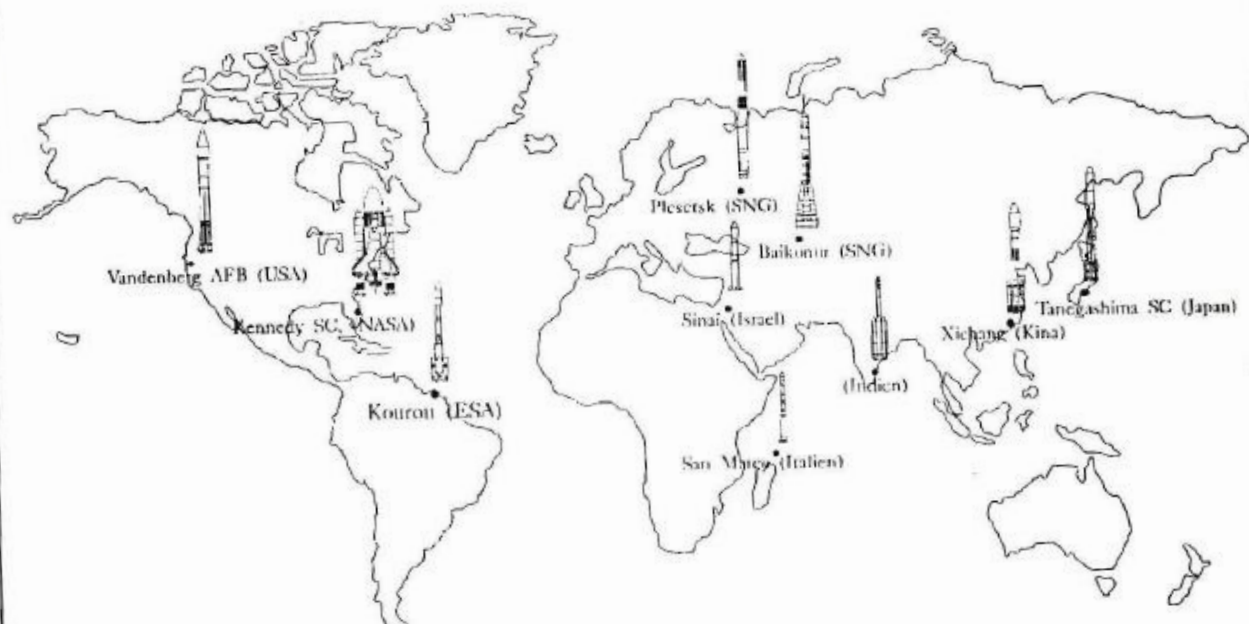 Plesetsk (SNG)
Baikonur (SNG)
Vandenberg AFB (USA)
Kennedy SC, (NASA)
Sinai (Israel)
Tanegashima SC (Japan)
Xichang (Kina)
(Indien)
Kourou (ESA)
San Marco (Italien)